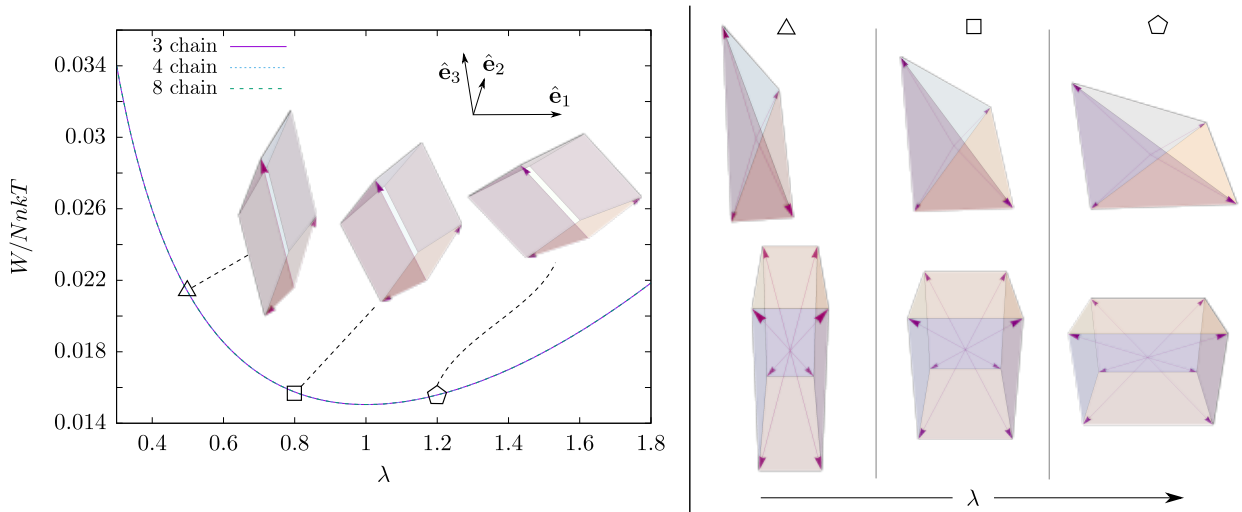 3 chain
4 chain
8 chain
ê₃
ê₂
ê₁
W/NnkT
0.034
0.03
0.026
0.022
0.018
0.014
0.4 0.6 0.8 1 1.2 1.4 1.6 1.8
λ
λ